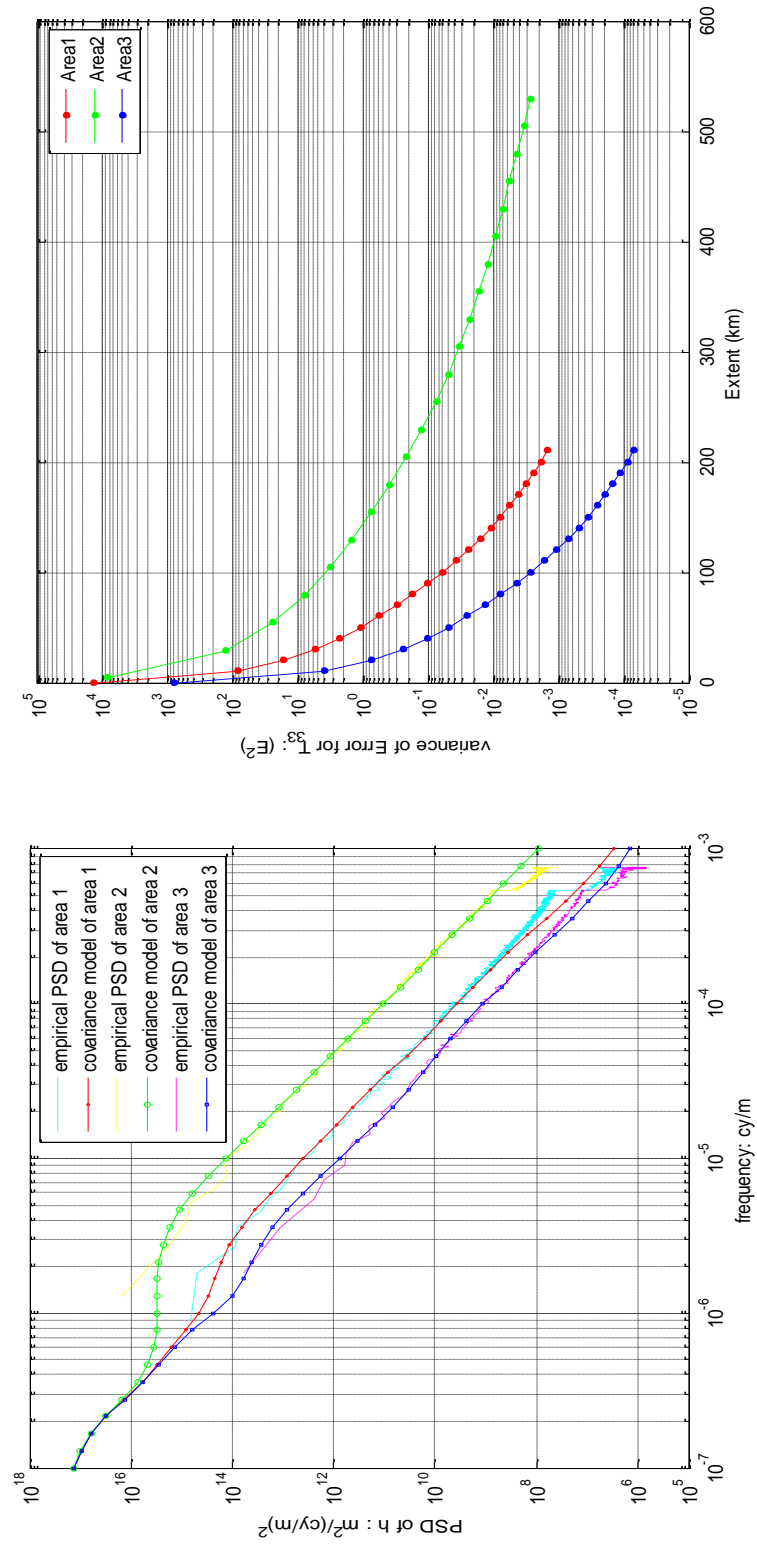 10^18
10^16
10^14
10^12
10^10
10^8
10^6
10^5
PSD of h : m^2/(cy/m)^2
10^-7
10^-6
10^-5
10^-4
10^-3
frequency: cy/m
empirical PSD of area 1
covariance model of area 1
empirical PSD of area 2
covariance model of area 2
empirical PSD of area 3
covariance model of area 3
10^5
10^4
10^3
10^2
10^1
10^0
10^-1
10^-2
10^-3
10^-4
10^-5
variance of Error for T_33: (E^2)
0
100
200
300
400
500
600
Extent (km)
Area1
Area2
Area3